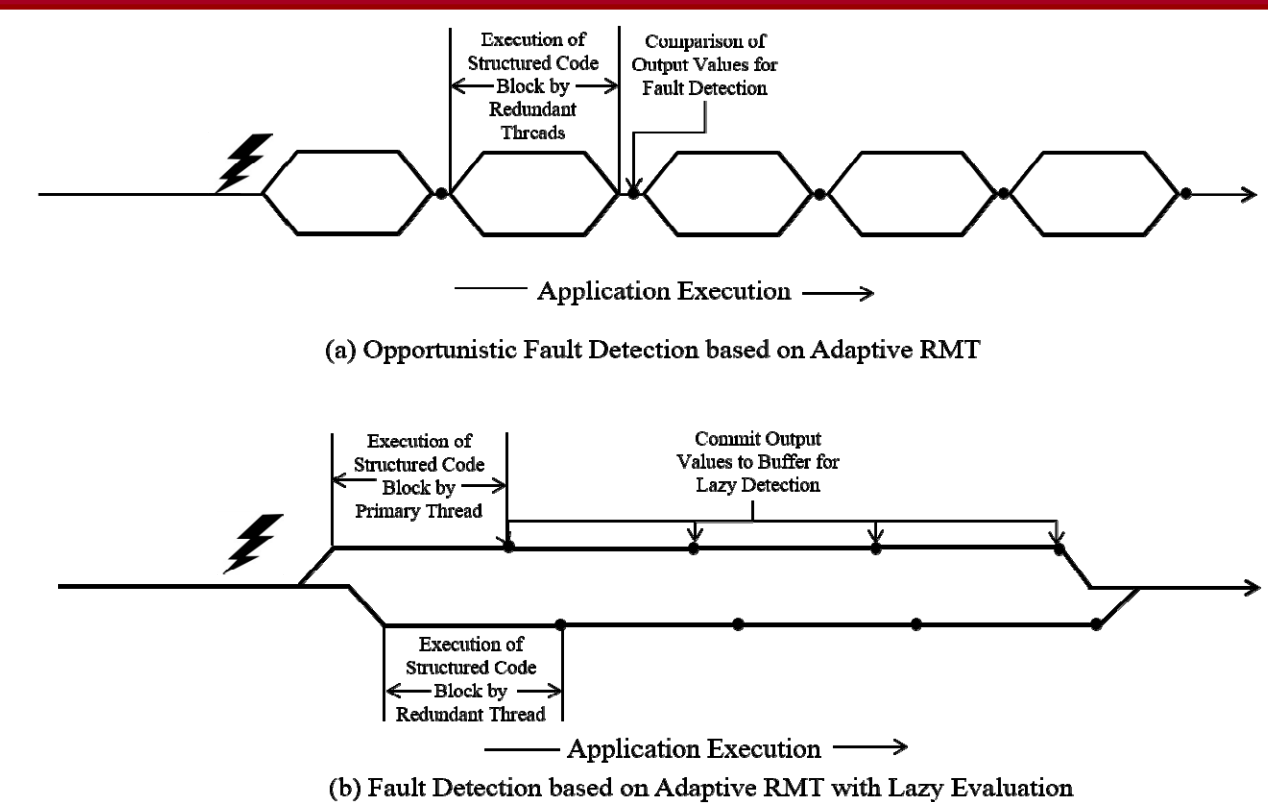 Execution of
Structured Code
Block by
Redundant
Threads
Comparison of
Output Values for
Fault Detection
Application Execution
(a) Opportunistic Fault Detection based on Adaptive RMT
Execution of
Structured Code
Block by
Primary Thread
Commit Output
Values to Buffer for
Lazy Detection
Execution of
Structured Code
Block by
Redundant Thread
Application Execution
(b) Fault Detection based on Adaptive RMT with Lazy Evaluation